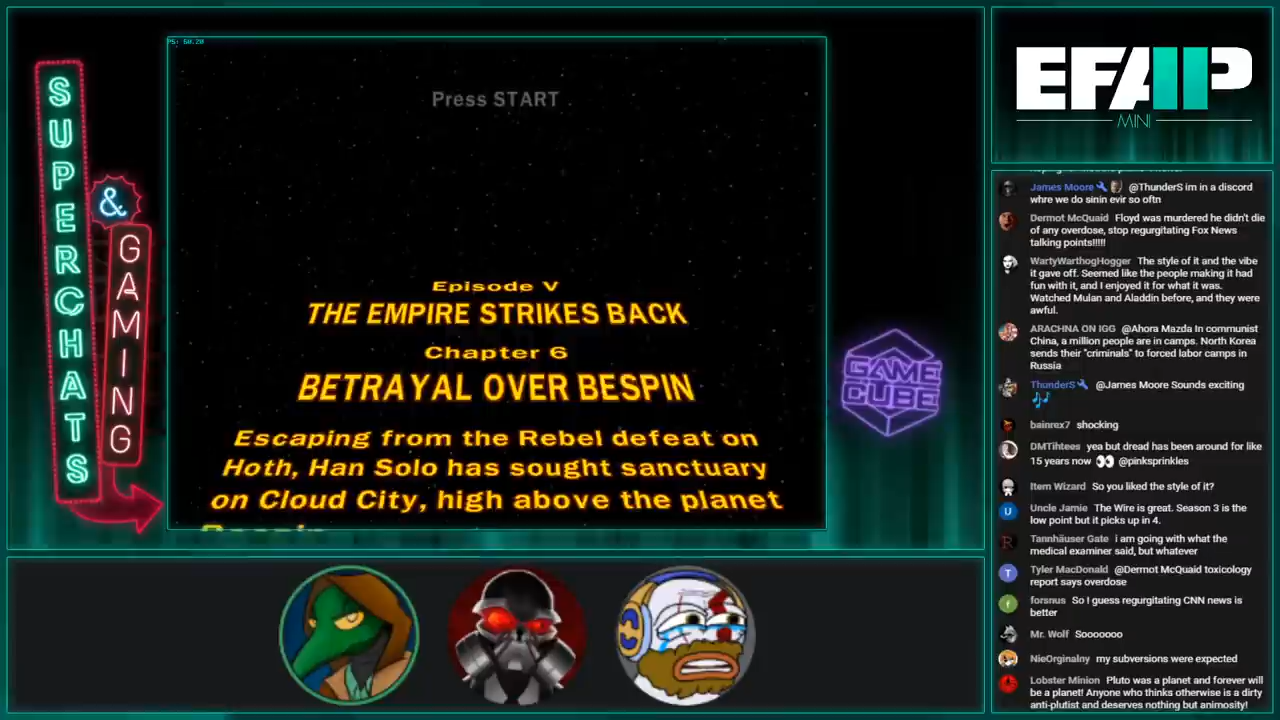 PS: 50.20
SUPERCHATS
&
GAMING
Press START
Episode V
THE EMPIRE STRIKES BACK
Chapter 6
BETRAYAL OVER BESPIN
Escaping from the Rebel defeat on
Hoth, Han Solo has sought sanctuary
on Cloud City, high above the planet
GAME
CUBE
EFAP
MINI
James Moore @ThunderS im in a discord
whre we do sinin evir so oftn
Dermot McQuaid Floyd was murdered he didn't die
of any overdose, stop regurgitating Fox News
talking points!!!!!
WartyWarthogHogger The style of it and the vibe
it gave off. Seemed like the people making it had
fun with it, and I enjoyed it for what it was.
Watched Mulan and Aladdin before, and they were
awful.
ARACHNA ON IGG @Ahora Mazda In communist
China, a million people are in camps. North Korea
sends their "criminals" to forced labor camps in
Russia
ThunderS @James Moore Sounds exciting
🎶
bainrex7 shocking
DMTihtees yea but dread has been around for like
15 years now 👀 @pinksprinkles
Item Wizard So you liked the style of it?
Uncle Jamie The Wire is great. Season 3 is the
low point but it picks up in 4.
Tannhäuser Gate i am going with what the
medical examiner said, but whatever
Tyler MacDonald @Dermot McQuaid toxicology
report says overdose
forsnus So I guess regurgitating CNN news is
better
Mr. Wolf Sooooooo
NieOrginalny my subversions were expected
Lobster Minion Pluto was a planet and forever will
be a planet! Anyone who thinks otherwise is a dirty
anti-plutist and deserves nothing but animosity!